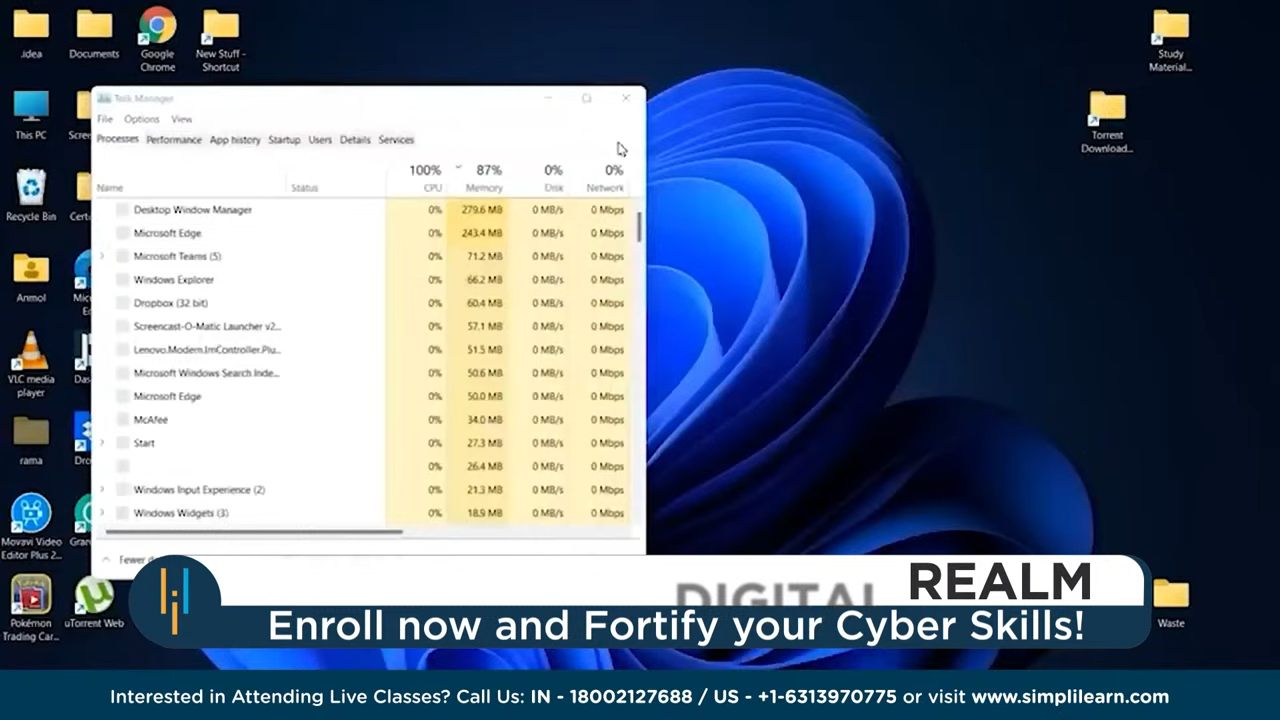 .idea
Documents
Google
Chrome
New Stuff -
Shortcut
Study
Material...
This PC
Torrent
Download...
Recycle Bin
Anmol
VLC media
player
rama
Movavi Video
Editor Plus 2...
Pokémon
Trading Car...
uTorrent Web
Waste
Task Manager
File Options View
Processes Performance App history Startup Users Details Services
100% 87% 0% 0%
Name Status CPU Memory Disk Network
Desktop Window Manager 0% 279.6 MB 0 MB/s 0 Mbps
Microsoft Edge 0% 243.4 MB 0 MB/s 0 Mbps
Microsoft Teams (5) 0% 71.2 MB 0 MB/s 0 Mbps
Windows Explorer 0% 66.2 MB 0 MB/s 0 Mbps
Dropbox (32 bit) 0% 60.4 MB 0 MB/s 0 Mbps
Screencast-O-Matic Launcher v2... 0% 57.1 MB 0 MB/s 0 Mbps
Lenovo.Modern.ImController.Plu... 0% 51.5 MB 0 MB/s 0 Mbps
Microsoft Windows Search Inde... 0% 50.6 MB 0 MB/s 0 Mbps
Microsoft Edge 0% 50.0 MB 0 MB/s 0 Mbps
McAfee 0% 34.0 MB 0 MB/s 0 Mbps
Start 0% 27.3 MB 0 MB/s 0 Mbps
0% 26.4 MB 0 MB/s 0 Mbps
Windows Input Experience (2) 0% 21.3 MB 0 MB/s 0 Mbps
Windows Widgets (3) 0% 18.9 MB 0 MB/s 0 Mbps
Fewer
DIGITAL REALM
Enroll now and Fortify your Cyber Skills!
Interested in Attending Live Classes? Call Us: IN - 18002127688 / US - +1-6313970775 or visit www.simplilearn.com